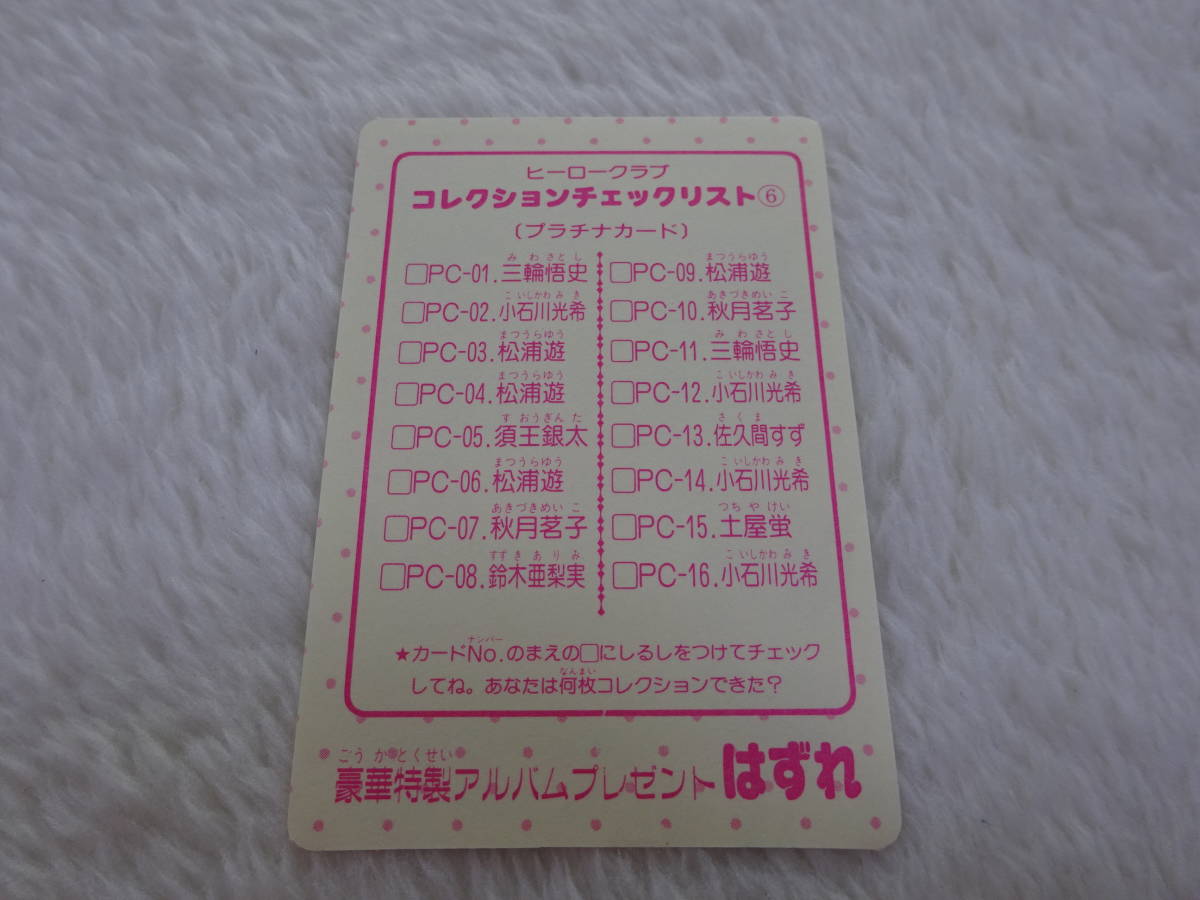 ヒーロークラブ
コレクションチェックリスト⑥
〔プラチナカード〕
み わ さと し
□PC-01.三輪悟史
こ いしかわ み き
□PC-02.小石川光希
まつうらゆう
□PC-03.松浦遊
まつうらゆう
□PC-04.松浦遊
す おうぎん た
□PC-05.須王銀太
まつうらゆう
□PC-06.松浦遊
あきづきめい こ
□PC-07.秋月茗子
すず き あ り み
□PC-08.鈴木亜梨実
まつうらゆう
□PC-09.松浦遊
あきづきめい こ
□PC-10.秋月茗子
み わ さと し
□PC-11.三輪悟史
こ いしかわ み き
□PC-12.小石川光希
さ く ま
□PC-13.佐久間すず
こ いしかわ み き
□PC-14.小石川光希
つち や けい
□PC-15.土屋蛍
こ いしかわ み き
□PC-16.小石川光希
ナンバー
★カードNo.のまえの□にしるしをつけてチェック
なんまい
してね。あなたは何枚コレクションできた?
ごう か とくせい
豪華特製アルバムプレゼント はずれ